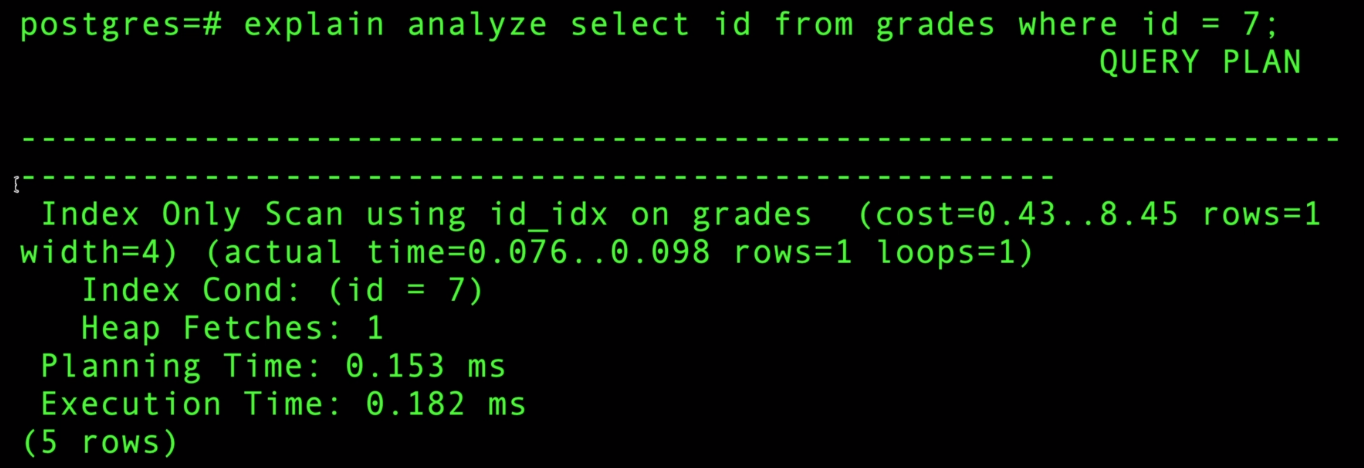 postgres=# explain analyze select id from grades where id = 7;
QUERY PLAN
-----------------------------------------------------------------
---------------------------------------------------
Index Only Scan using id_idx on grades  (cost=0.43..8.45 rows=1
width=4) (actual time=0.076..0.098 rows=1 loops=1)
Index Cond: (id = 7)
Heap Fetches: 1
Planning Time: 0.153 ms
Execution Time: 0.182 ms
(5 rows)